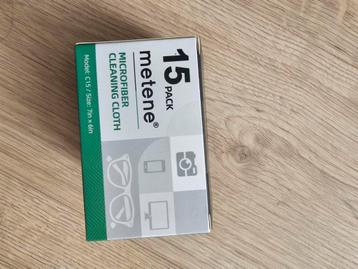 15 PACK
metene®
MICROFIBER
CLEANING CLOTH
Model: C15 / Size: 7in × 6in